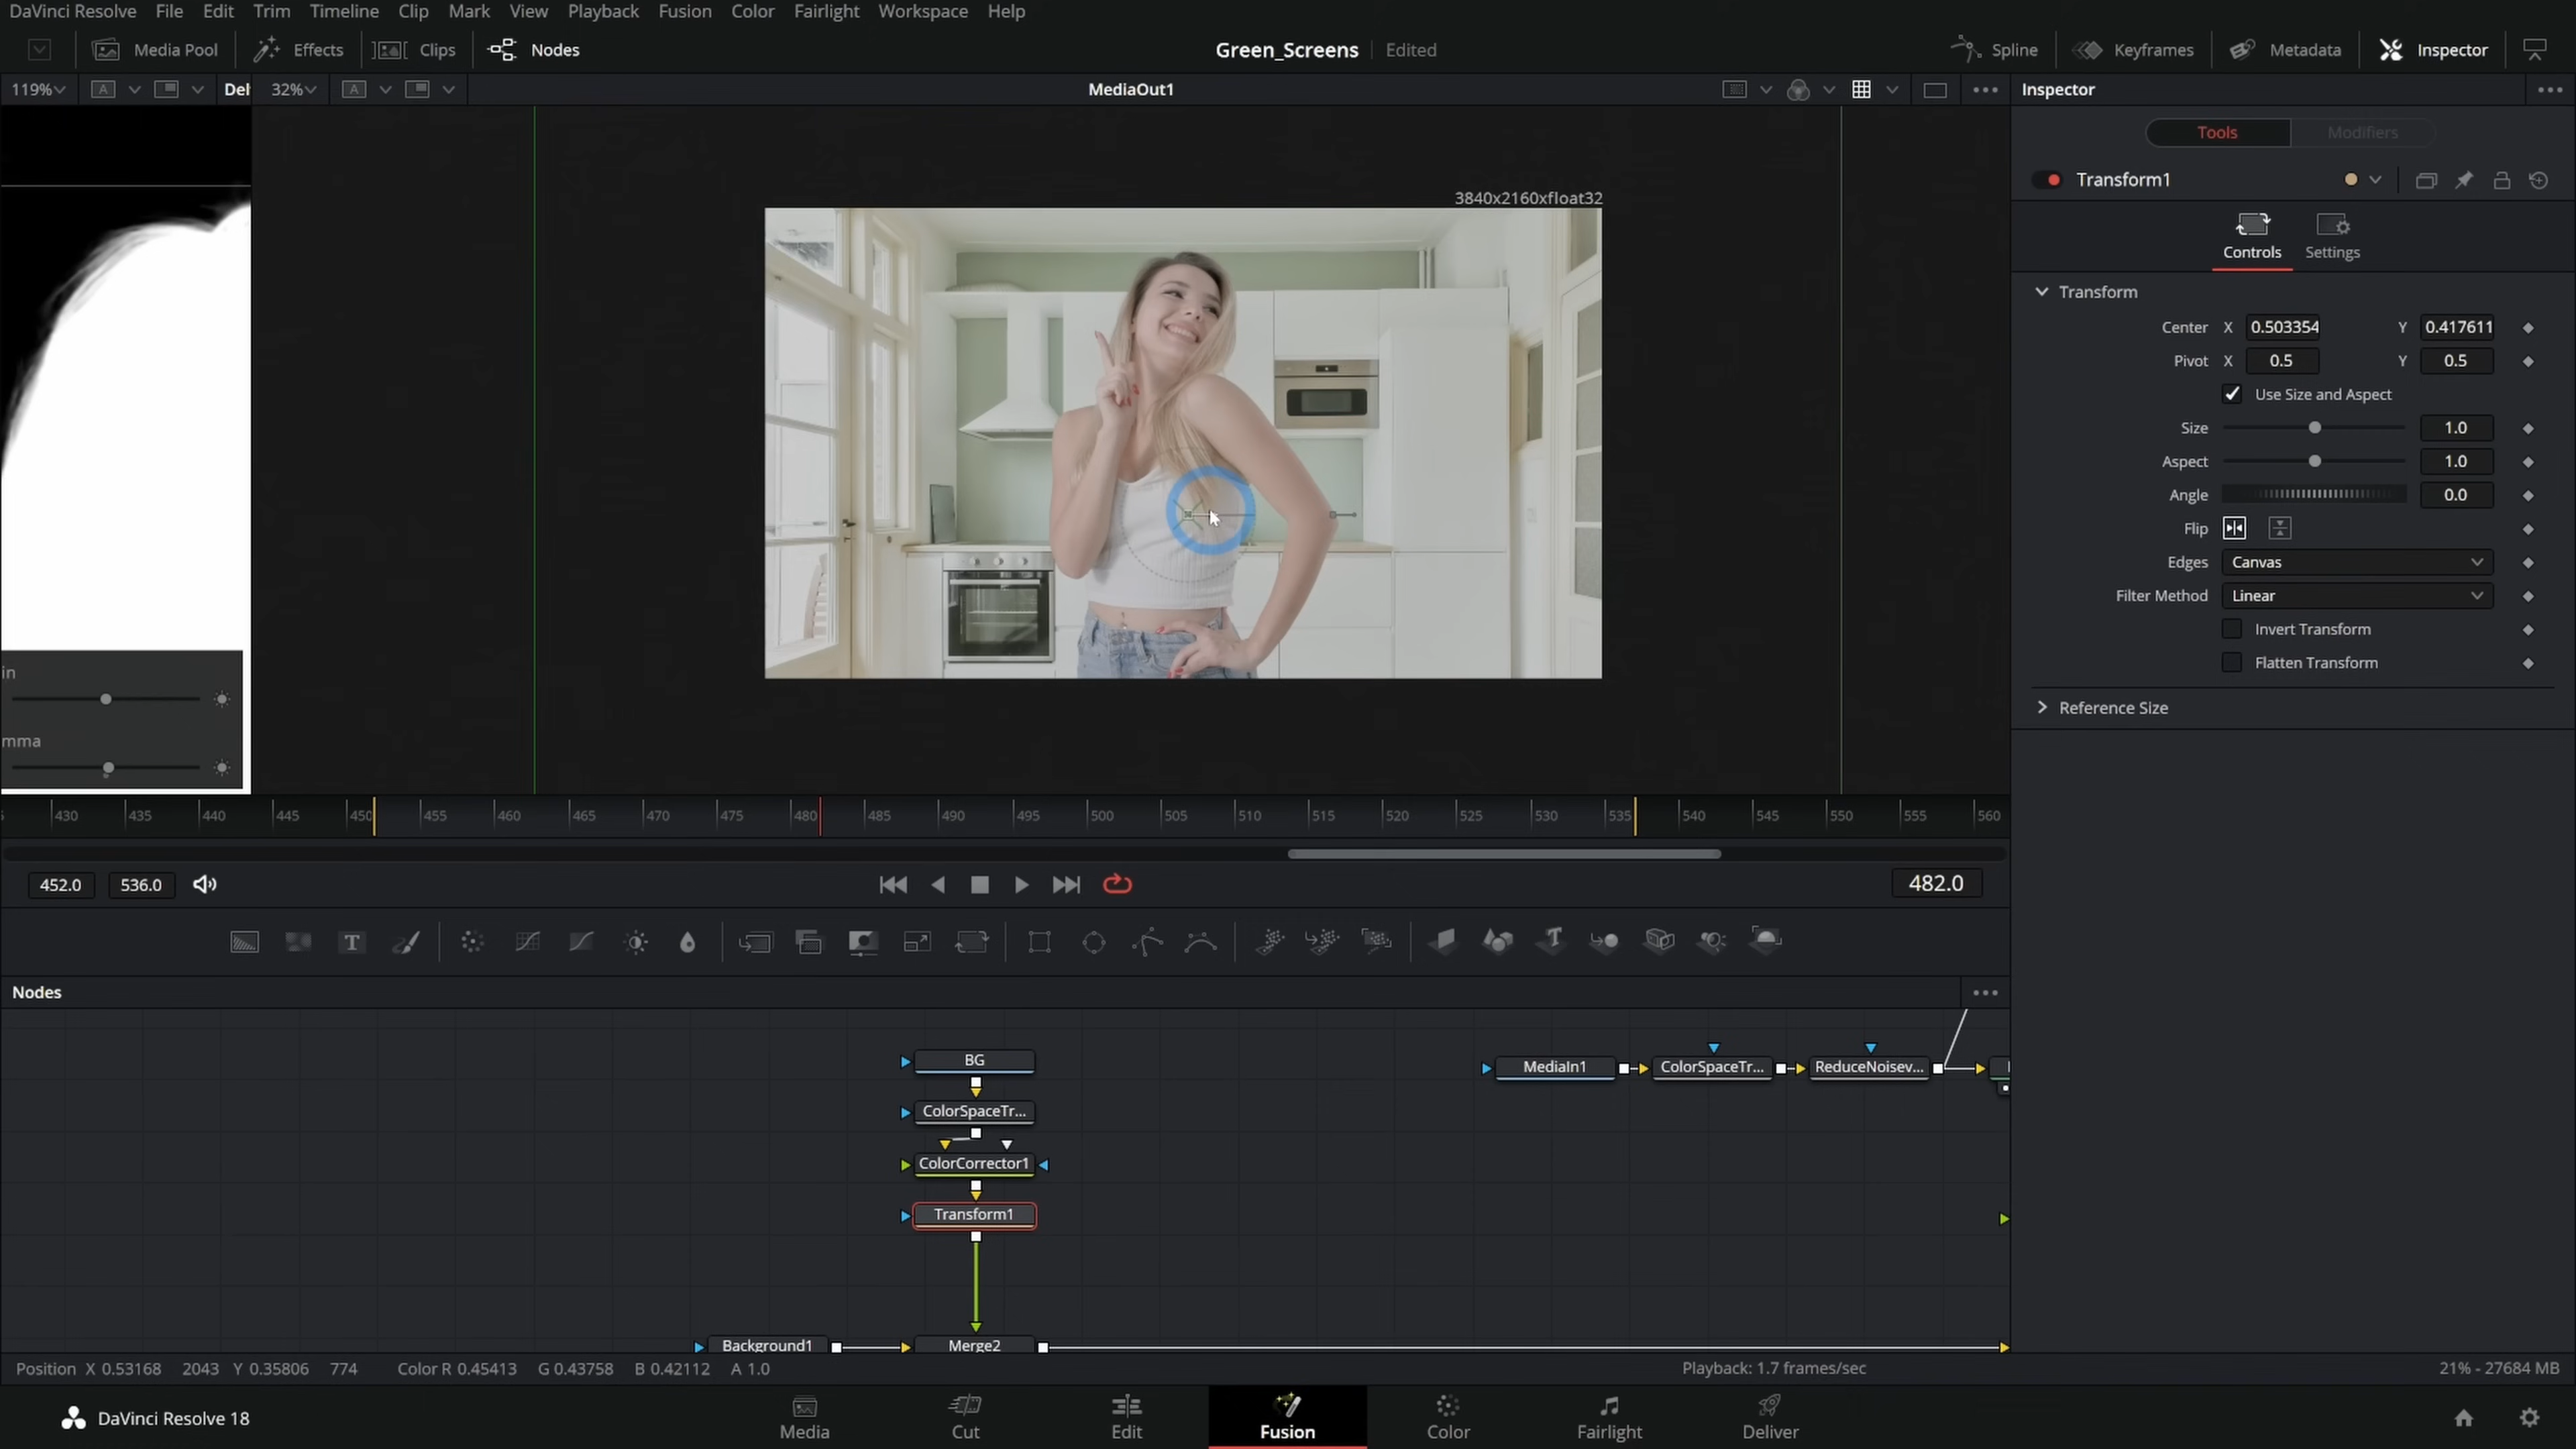 DaVinci Resolve File Edit Trim Timeline Clip Mark View Playback Fusion Color Fairlight Workspace Help
Media Pool Effects Clips Nodes Green_Screens Edited Spline Keyframes Metadata Inspector
119% A Del 32% A MediaOut1 Inspector
Tools Modifiers
Transform1
3840x2160xfloat32
Controls Settings
Transform
Center X 0.503354 Y 0.417611
Pivot X 0.5 Y 0.5
Use Size and Aspect
Size 1.0
Aspect 1.0
Angle 0.0
Flip
Edges Canvas
Filter Method Linear
Invert Transform
Flatten Transform
Reference Size
in
mma
430 435 440 445 450 455 460 465 470 475 480 485 490 495 500 505 510 515 520 525 530 535 540 545 550 555 560
452.0 536.0 482.0
T T
Nodes
BG
MediaIn1 ColorSpaceTr... ReduceNoisev...
ColorSpaceTr...
ColorCorrector1
Transform1
Background1 Merge2
Position X 0.53168 2043 Y 0.35806 774 Color R 0.45413 G 0.43758 B 0.42112 A 1.0 Playback: 1.7 frames/sec 21% - 27684 MB
DaVinci Resolve 18 Media Cut Edit Fusion Color Fairlight Deliver